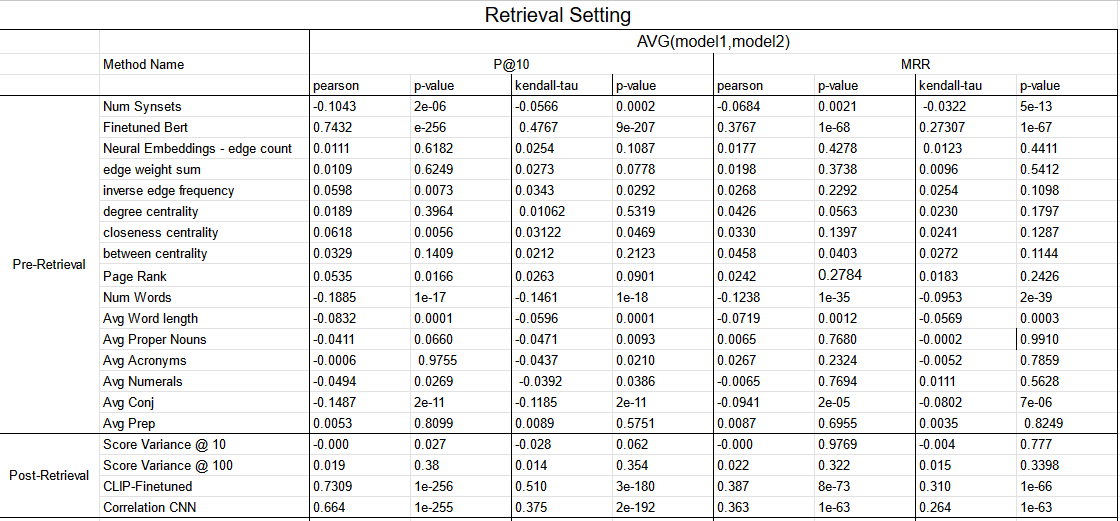 Retrieval Setting
AVG(model1,model2)
Method Name P@10 MRR
pearson p-value kendall-tau p-value pearson p-value kendall-tau p-value
Num Synsets -0.1043 2e-06 -0.0566 0.0002 -0.0684 0.0021 -0.0322 5e-13
Finetuned Bert 0.7432 e-256 0.4767 9e-207 0.3767 1e-68 0.27307 1e-67
Neural Embeddings - edge count 0.0111 0.6182 0.0254 0.1087 0.0177 0.4278 0.0123 0.4411
edge weight sum 0.0109 0.6249 0.0273 0.0778 0.0198 0.3738 0.0096 0.5412
inverse edge frequency 0.0598 0.0073 0.0343 0.0292 0.0268 0.2292 0.0254 0.1098
degree centrality 0.0189 0.3964 0.01062 0.5319 0.0426 0.0563 0.0230 0.1797
closeness centrality 0.0618 0.0056 0.03122 0.0469 0.0330 0.1397 0.0241 0.1287
between centrality 0.0329 0.1409 0.0212 0.2123 0.0458 0.0403 0.0272 0.1144
Pre-Retrieval
Page Rank 0.0535 0.0166 0.0263 0.0901 0.0242 0.2784 0.0183 0.2426
Num Words -0.1885 1e-17 -0.1461 1e-18 -0.1238 1e-35 -0.0953 2e-39
Avg Word length -0.0832 0.0001 -0.0596 0.0001 -0.0719 0.0012 -0.0569 0.0003
Avg Proper Nouns -0.0411 0.0660 -0.0471 0.0093 0.0065 0.7680 -0.0002 0.9910
Avg Acronyms -0.0006 0.9755 -0.0437 0.0210 0.0267 0.2324 -0.0052 0.7859
Avg Numerals -0.0494 0.0269 -0.0392 0.0386 -0.0065 0.7694 0.0111 0.5628
Avg Conj -0.1487 2e-11 -0.1185 2e-11 -0.0941 2e-05 -0.0802 7e-06
Avg Prep 0.0053 0.8099 0.0089 0.5751 0.0087 0.6955 0.0035 0.8249
Score Variance @ 10 -0.000 0.027 -0.028 0.062 -0.000 0.9769 -0.004 0.777
Score Variance @ 100 0.019 0.38 0.014 0.354 0.022 0.322 0.015 0.3398
Post-Retrieval
CLIP-Finetuned 0.7309 1e-256 0.510 3e-180 0.387 8e-73 0.310 1e-66
Correlation CNN 0.664 1e-255 0.375 2e-192 0.363 1e-63 0.264 1e-63